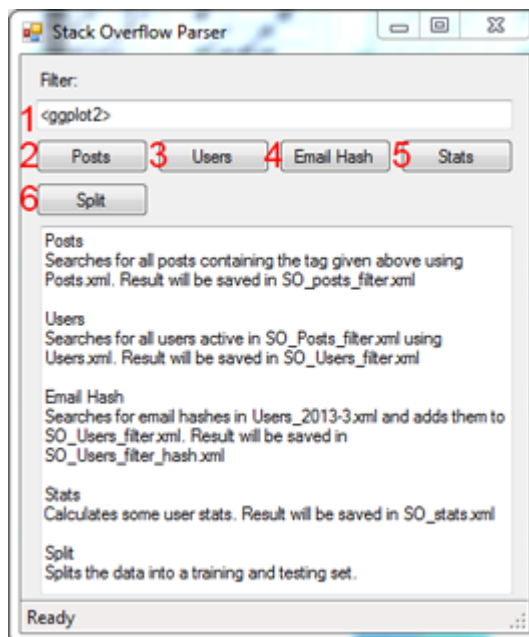 Stack Overflow Parser
Filter:
1 <ggplot2>
2 Posts 3 Users 4 Email Hash 5 Stats
6 Split
Posts
Searches for all posts containing the tag given above using
Posts.xml. Result will be saved in SO_posts_filter.xml
Users
Searches for all users active in SO_Posts_filter.xml using
Users.xml. Result will be saved in SO_Users_filter.xml
Email Hash
Searches for email hashes in Users_2013-3.xml and adds them to
SO_Users_filter.xml. Result will be saved in
SO_Users_filter_hash.xml
Stats
Calculates some user stats. Result will be saved in SO_stats.xml
Split
Splits the data into a training and testing set.
Ready